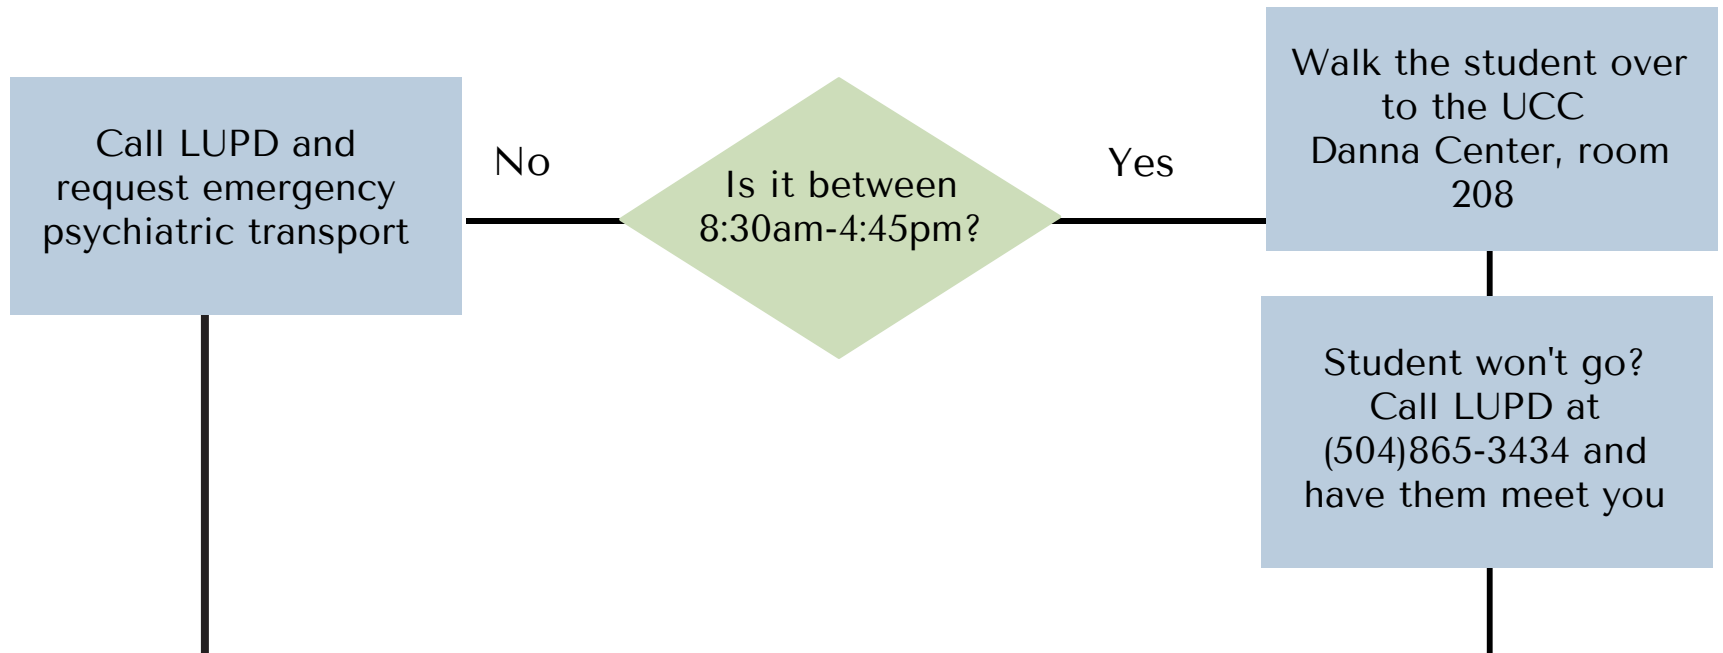 Call LUPD and
request emergency
psychiatric transport
No
Is it between
8:30am-4:45pm?
Yes
Walk the student over
to the UCC
Danna Center, room
208
Student won't go?
Call LUPD at
(504)865-3434 and
have them meet you